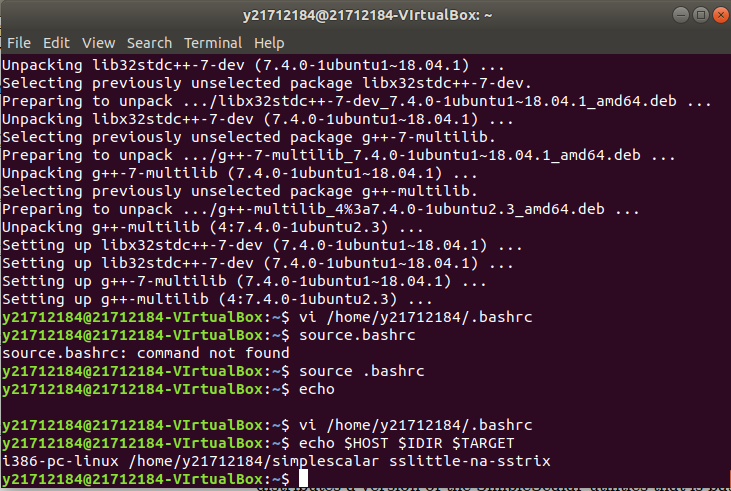 y21712184@21712184-VIrtualBox: ~
File Edit View Search Terminal Help
Unpacking lib32stdc++-7-dev (7.4.0-1ubuntu1~18.04.1) ...
Selecting previously unselected package libx32stdc++-7-dev.
Preparing to unpack .../libx32stdc++-7-dev_7.4.0-1ubuntu1~18.04.1_amd64.deb ...
Unpacking libx32stdc++-7-dev (7.4.0-1ubuntu1~18.04.1) ...
Selecting previously unselected package g++-7-multilib.
Preparing to unpack .../g++-7-multilib_7.4.0-1ubuntu1~18.04.1_amd64.deb ...
Unpacking g++-7-multilib (7.4.0-1ubuntu1~18.04.1) ...
Selecting previously unselected package g++-multilib.
Preparing to unpack .../g++-multilib_4%3a7.4.0-1ubuntu2.3_amd64.deb ...
Unpacking g++-multilib (4:7.4.0-1ubuntu2.3) ...
Setting up libx32stdc++-7-dev (7.4.0-1ubuntu1~18.04.1) ...
Setting up lib32stdc++-7-dev (7.4.0-1ubuntu1~18.04.1) ...
Setting up g++-7-multilib (7.4.0-1ubuntu1~18.04.1) ...
Setting up g++-multilib (4:7.4.0-1ubuntu2.3) ...
y21712184@21712184-VIrtualBox:~$ vi /home/y21712184/.bashrc
y21712184@21712184-VIrtualBox:~$ source.bashrc
source.bashrc: command not found
y21712184@21712184-VIrtualBox:~$ source .bashrc
y21712184@21712184-VIrtualBox:~$ echo
y21712184@21712184-VIrtualBox:~$ vi /home/y21712184/.bashrc
y21712184@21712184-VIrtualBox:~$ echo $HOST $IDIR $TARGET
i386-pc-linux /home/y21712184/simplescalar sslittle-na-sstrix
y21712184@21712184-VIrtualBox:~$